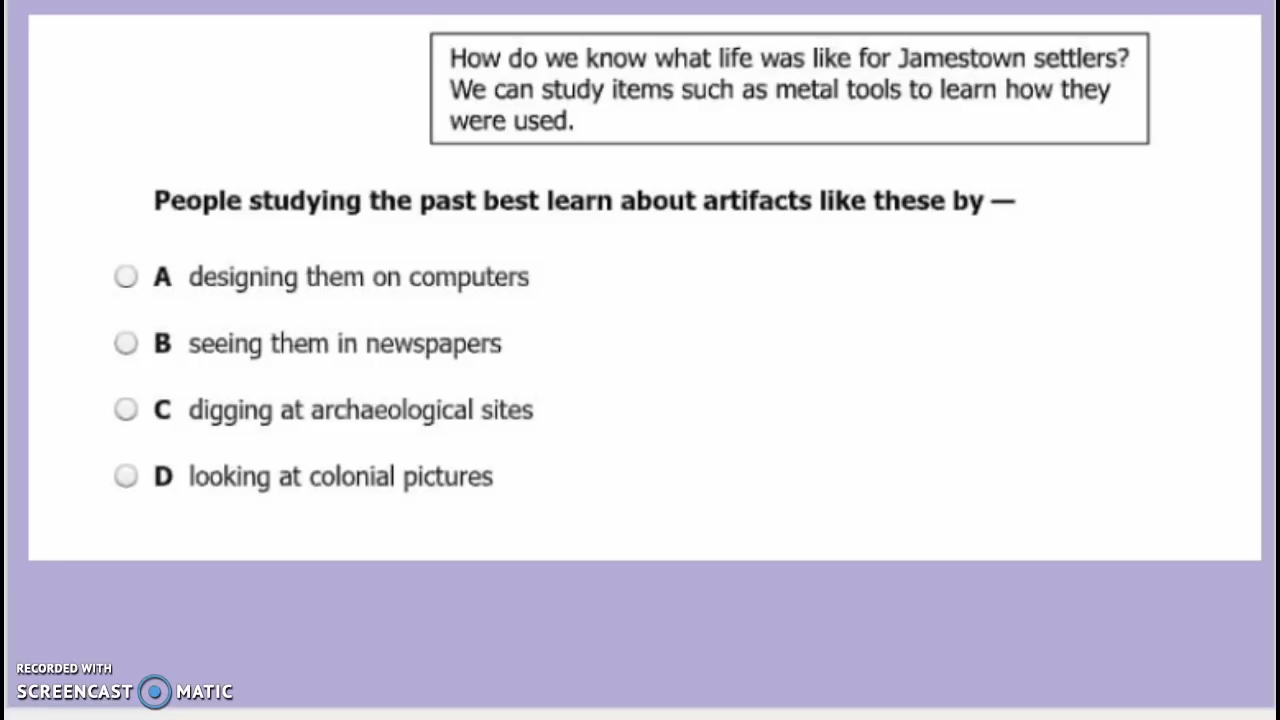 How do we know what life was like for Jamestown settlers?
We can study items such as metal tools to learn how they
were used.
People studying the past best learn about artifacts like these by —
A designing them on computers
B seeing them in newspapers
C digging at archaeological sites
D looking at colonial pictures
RECORDED WITH
SCREENCAST MATIC